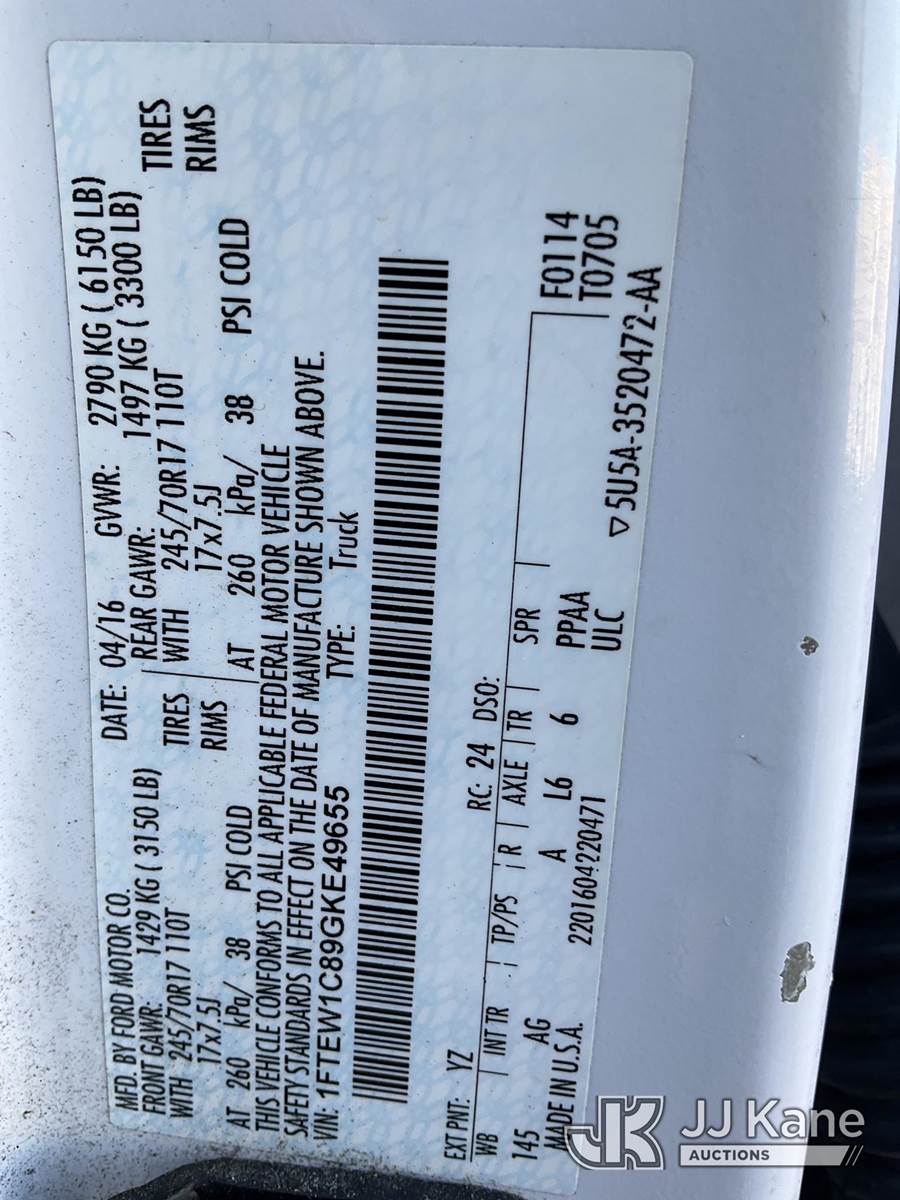 MFD. BY FORD MOTOR CO. DATE: 04/16 GVWR: 2790 KG ( 6150 LB)
FRONT GAWR: 1429 KG ( 3150 LB) REAR GAWR: 1497 KG ( 3300 LB)
WITH 245/70R17 110T TIRES WITH 245/70R17 110T TIRES
17x7.5J RIMS 17x7.5J RIMS
AT 260 kPa/ 38 PSI COLD AT 260 kPa/ 38 PSI COLD
THIS VEHICLE CONFORMS TO ALL APPLICABLE FEDERAL MOTOR VEHICLE
SAFETY STANDARDS IN EFFECT ON THE DATE OF MANUFACTURE SHOWN ABOVE.
VIN: 1FTEW1C89GKE49655 TYPE: Truck
EXT PNT: YZ RC: 24 DSO: F0114
WB INT TR TP/PS R AXLE TR SPR T0705
145 AG A L6 6 PPAA
MADE IN U.S.A. 2201604220471 ULC
▽5U5A-3520472-AA
JK JJ Kane
AUCTIONS